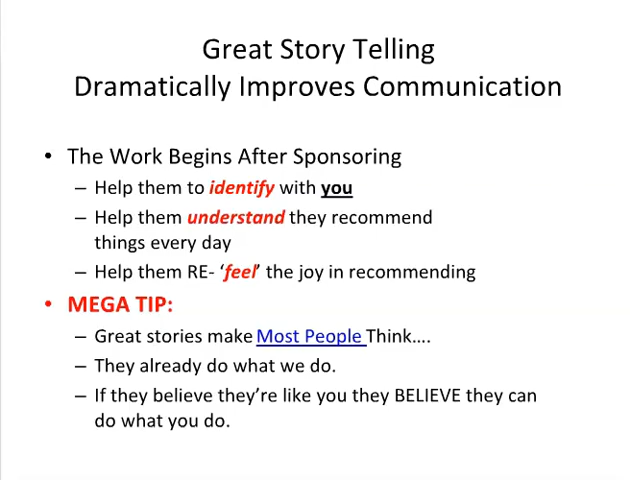 Great Story Telling
Dramatically Improves Communication
• The Work Begins After Sponsoring
– Help them to identify with you
– Help them understand they recommend
things every day
– Help them RE- ‘feel’ the joy in recommending
• MEGA TIP:
– Great stories make Most People Think….
– They already do what we do.
– If they believe they’re like you they BELIEVE they can
do what you do.